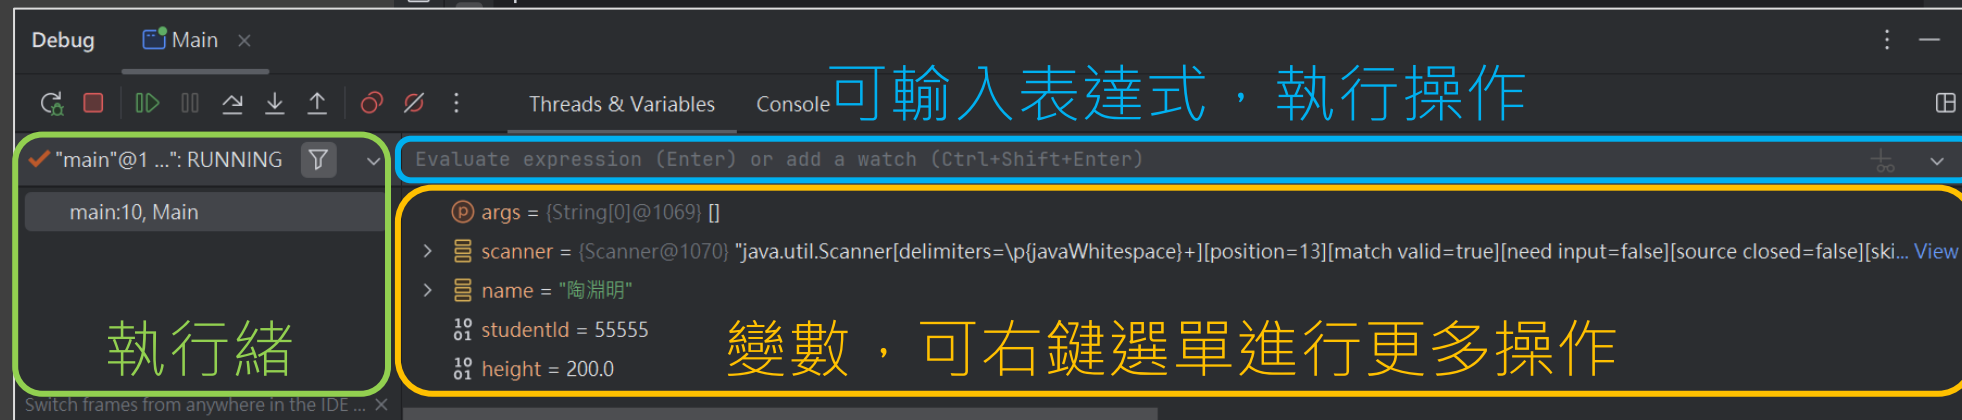 Debug Main
可輸入表達式，執行操作
Threads & Variables Console
"main"@1 ...": RUNNING
Evaluate expression (Enter) or add a watch (Ctrl+Shift+Enter)
main:10, Main
args = {String[0]@1069} []
scanner = {Scanner@1070} "java.util.Scanner[delimiters=\p{javaWhitespace}+][position=13][match valid=true][need input=false][source closed=false][ski... View
name = "陶淵明"
studentId = 55555
height = 200.0
執行緒
變數，可右鍵選單進行更多操作
Switch frames from anywhere in the IDE ...